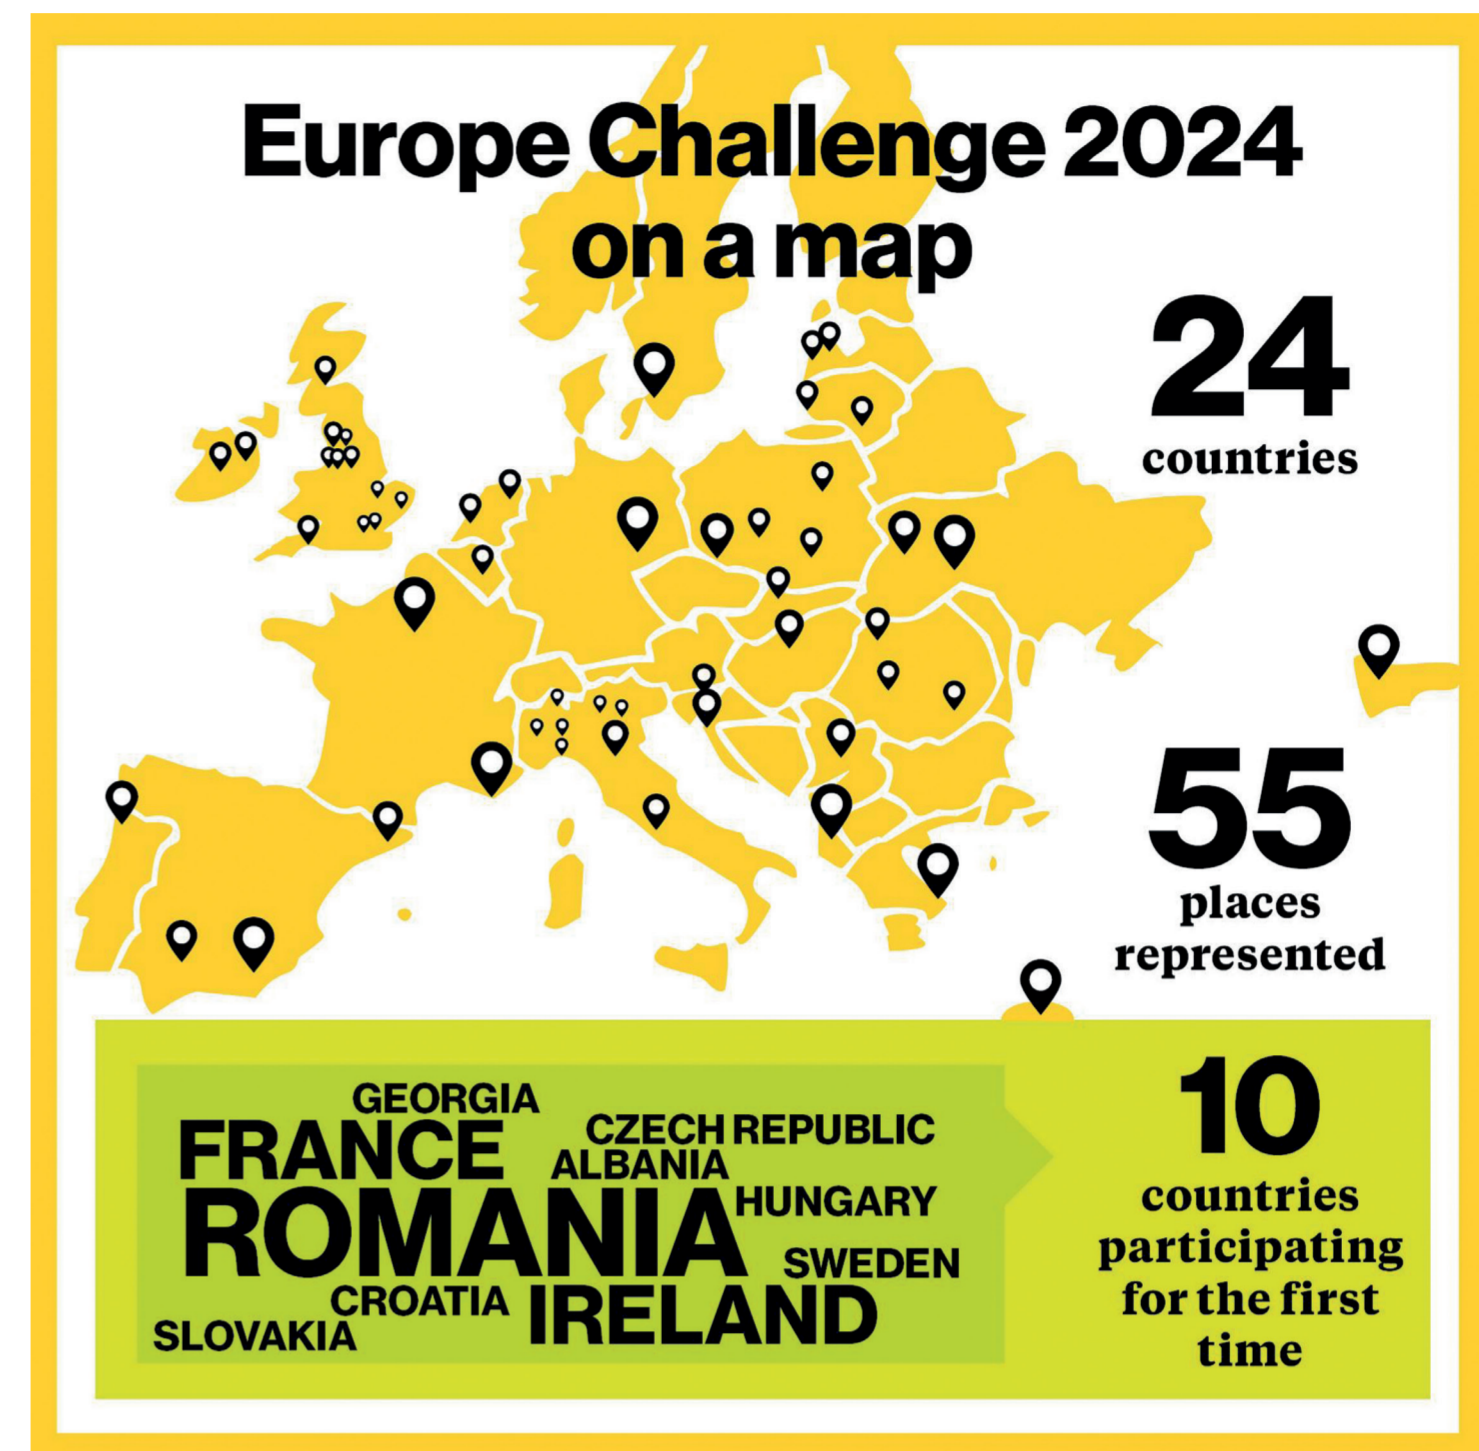 Europe Challenge 2024
on a map
24
countries
55
places
represented
GEORGIA
FRANCE
CZECH REPUBLIC
ALBANIA
ROMANIA
HUNGARY
SWEDEN
CROATIA
IRELAND
SLOVAKIA
10
countries
participating
for the first
time